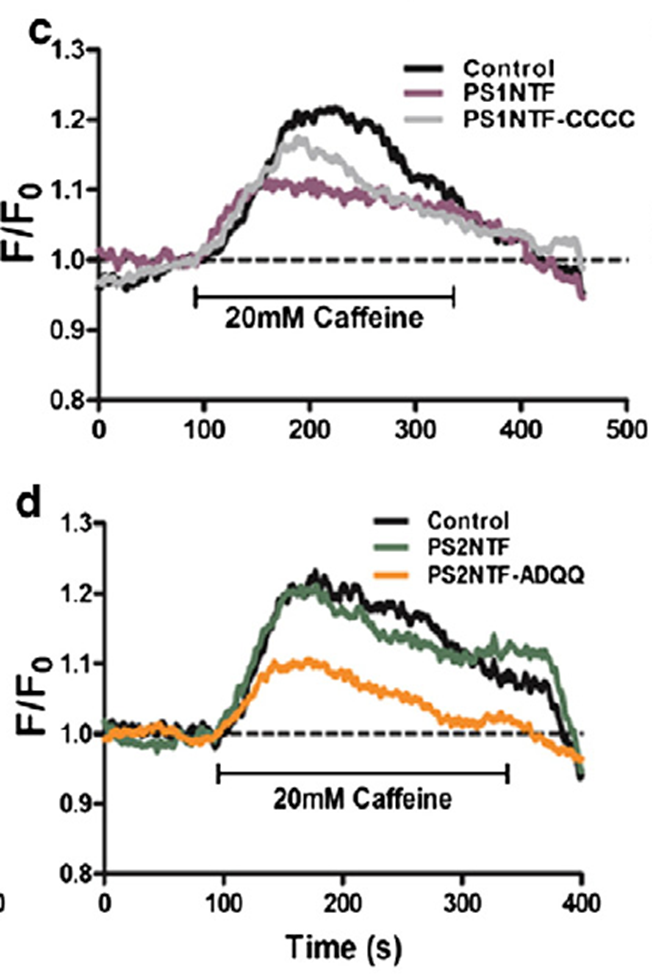 c
1.3
1.2
1.1
1.0
0.9
0.8
F/F0
Control
PS1NTF
PS1NTF-CCCC
20mM Caffeine
0 100 200 300 400 500
d
1.3
1.2
1.1
1.0
0.9
0.8
F/F0
Control
PS2NTF
PS2NTF-ADQQ
20mM Caffeine
0 0 100 200 300 400
Time (s)